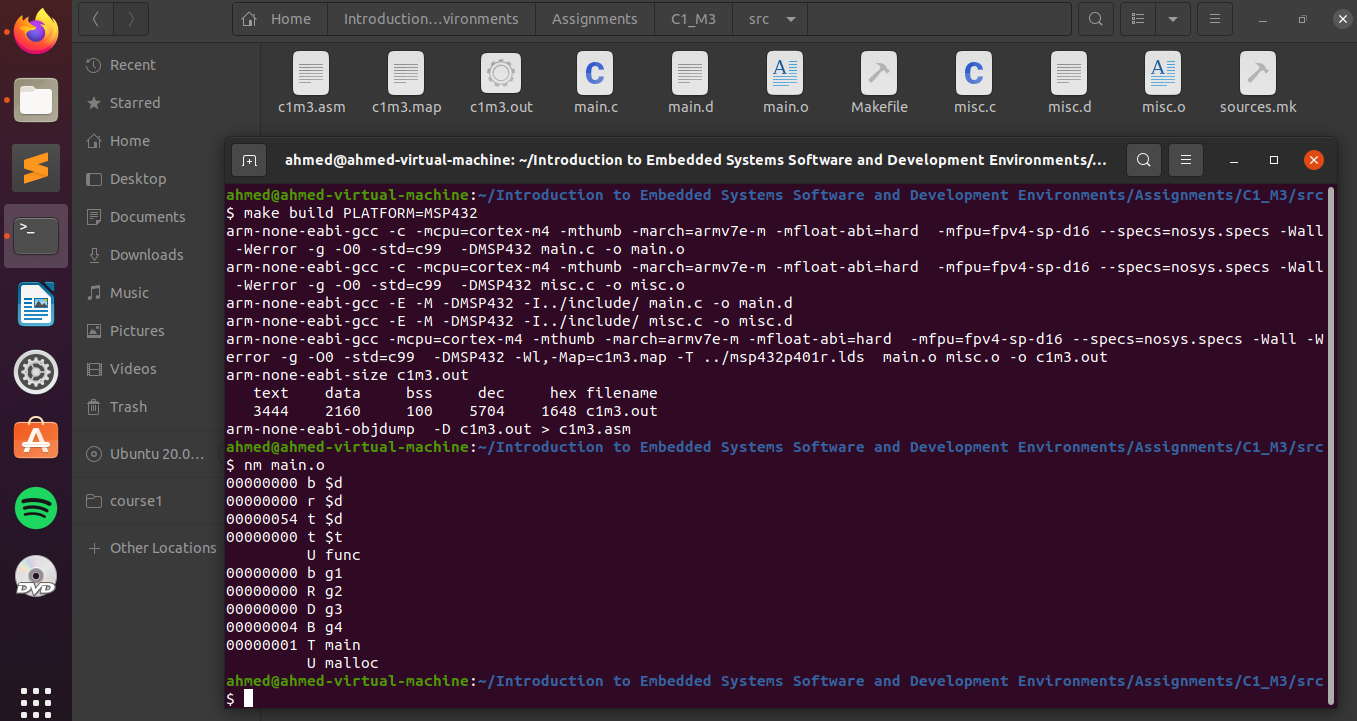 Home Introduction…vironments Assignments C1_M3 src
Recent
Starred
Home
Desktop
Documents
Downloads
Music
Pictures
Videos
Trash
Ubuntu 20.0…
course1
Other Locations
c1m3.asm c1m3.map c1m3.out main.c main.d main.o Makefile misc.c misc.d misc.o sources.mk
ahmed@ahmed-virtual-machine: ~/Introduction to Embedded Systems Software and Development Environments/…
ahmed@ahmed-virtual-machine:~/Introduction to Embedded Systems Software and Development Environments/Assignments/C1_M3/src
$ make build PLATFORM=MSP432
arm-none-eabi-gcc -c -mcpu=cortex-m4 -mthumb -march=armv7e-m -mfloat-abi=hard  -mfpu=fpv4-sp-d16 --specs=nosys.specs -Wall
 -Werror -g -O0 -std=c99  -DMSP432 main.c -o main.o
arm-none-eabi-gcc -c -mcpu=cortex-m4 -mthumb -march=armv7e-m -mfloat-abi=hard  -mfpu=fpv4-sp-d16 --specs=nosys.specs -Wall
 -Werror -g -O0 -std=c99  -DMSP432 misc.c -o misc.o
arm-none-eabi-gcc -E -M -DMSP432 -I../include/ main.c -o main.d
arm-none-eabi-gcc -E -M -DMSP432 -I../include/ misc.c -o misc.d
arm-none-eabi-gcc -mcpu=cortex-m4 -mthumb -march=armv7e-m -mfloat-abi=hard  -mfpu=fpv4-sp-d16 --specs=nosys.specs -Wall -W
error -g -O0 -std=c99  -DMSP432 -Wl,-Map=c1m3.map -T ../msp432p401r.lds  main.o misc.o -o c1m3.out
arm-none-eabi-size c1m3.out
   text    data     bss     dec     hex filename
   3444    2160     100    5704    1648 c1m3.out
arm-none-eabi-objdump  -D c1m3.out > c1m3.asm
ahmed@ahmed-virtual-machine:~/Introduction to Embedded Systems Software and Development Environments/Assignments/C1_M3/src
$ nm main.o
00000000 b $d
00000000 r $d
00000054 t $d
00000000 t $t
         U func
00000000 b g1
00000000 R g2
00000000 D g3
00000004 B g4
00000001 T main
         U malloc
ahmed@ahmed-virtual-machine:~/Introduction to Embedded Systems Software and Development Environments/Assignments/C1_M3/src
$
DVD